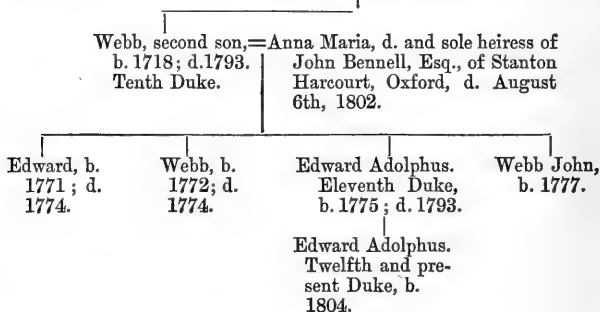 Webb, second son,=Anna Maria, d. and sole heiress of
b. 1718; d.1793. John Bennell, Esq., of Stanton
Tenth Duke. Harcourt, Oxford, d. August
6th, 1802.
Edward, b.
1771 ; d.
1774.
Webb, b.
1772; d.
1774.
Edward Adolphus.
Eleventh Duke,
b. 1775 ; d. 1793.
Webb John,
b. 1777.
Edward Adolphus.
Twelfth and pre-
sent Duke, b.
1804.